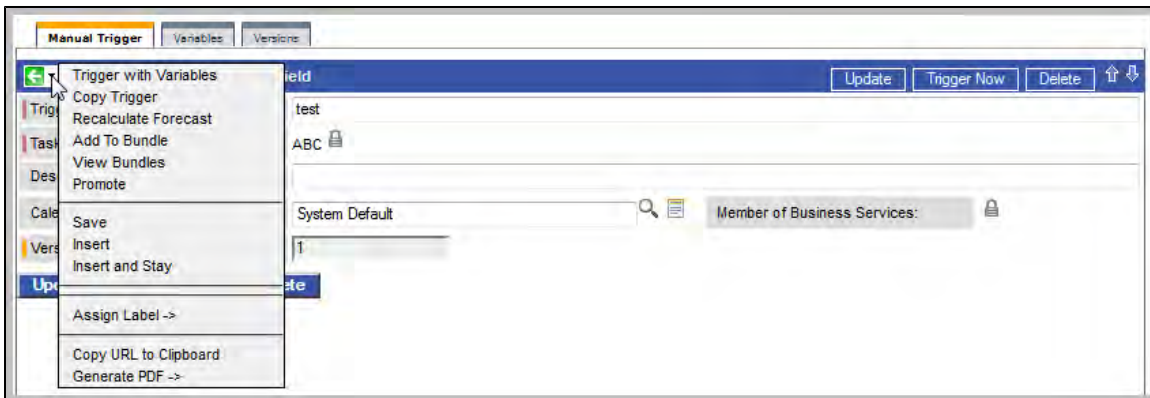 Manual Trigger Variables Versions
ield Update Trigger Now Delete
Trigger with Variables
Copy Trigger
Recalculate Forecast
Add To Bundle
View Bundles
Promote
Save
Insert
Insert and Stay
Assign Label ->
Copy URL to Clipboard
Generate PDF ->
Trig test
Task ABC
Des
Cale System Default Member of Business Services:
Vers 1
Upd ete